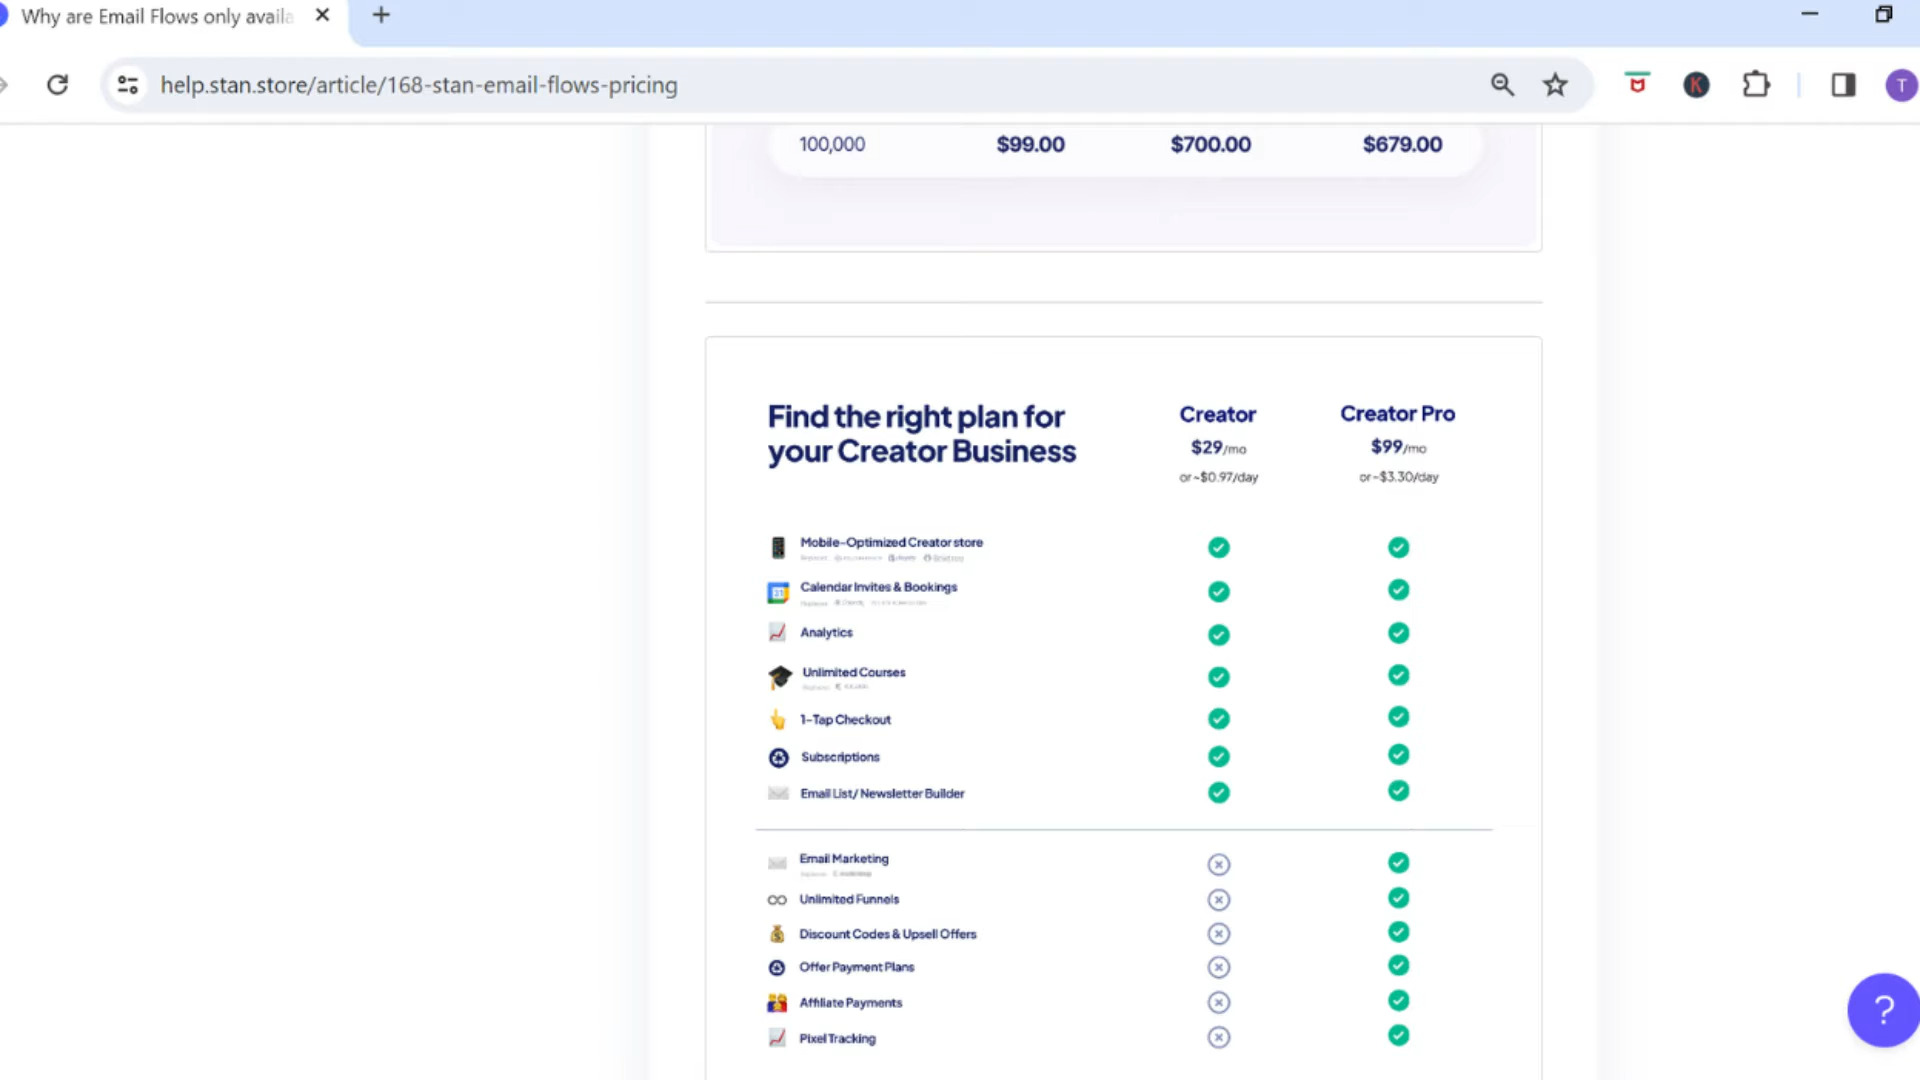 Why are Email Flows only availa
help.stan.store/article/168-stan-email-flows-pricing
K
T
100,000 $99.00 $700.00 $679.00
Find the right plan for
your Creator Business
Creator Creator Pro
$29/mo $99/mo
or ~$0.97/day or ~$3.30/day
Mobile-Optimized Creator store
31 Calendar Invites & Bookings
Analytics
Unlimited Courses
1-Tap Checkout
Subscriptions
Email List/ Newsletter Builder
Email Marketing
Unlimited Funnels
Discount Codes & Upsell Offers
Offer Payment Plans
Affiliate Payments
Pixel Tracking
?